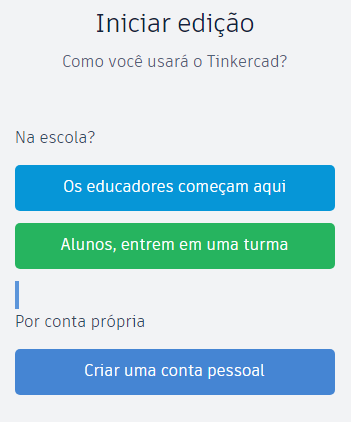 Iniciar edição
Como você usará o Tinkercad?
Na escola?
Os educadores começam aqui
Alunos, entrem em uma turma
Por conta própria
Criar uma conta pessoal